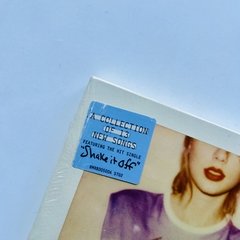 A COLLECTION
OF 13
NEW SONGS
FEATURING THE HIT SINGLE
"Shake it Off"